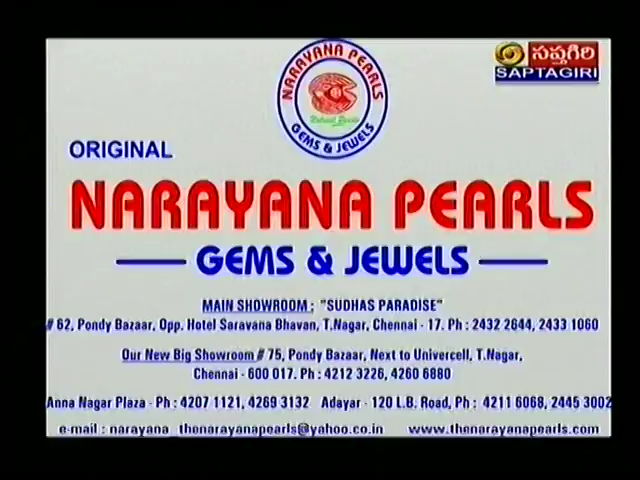 NARAYANA PEARLS
Natural Pearls
GEMS & JEWELS
సప్తగిరి
SAPTAGIRI
ORIGINAL
NARAYANA PEARLS
GEMS & JEWELS
MAIN SHOWROOM : "SUDHAS PARADISE"
# 62, Pondy Bazaar, Opp. Hotel Saravana Bhavan, T.Nagar, Chennai - 17. Ph : 2432 2644, 2433 1060
Our New Big Showroom # 75, Pondy Bazaar, Next to Univercell, T.Nagar,
Chennai - 600 017. Ph : 4212 3226, 4260 6880
Anna Nagar Plaza - Ph : 4207 1121, 4269 3132 Adayar - 120 L.B. Road, Ph : 4211 6068, 2445 3002
e-mail : narayana_thenarayanapearls@yahoo.co.in www.thenarayanapearls.com